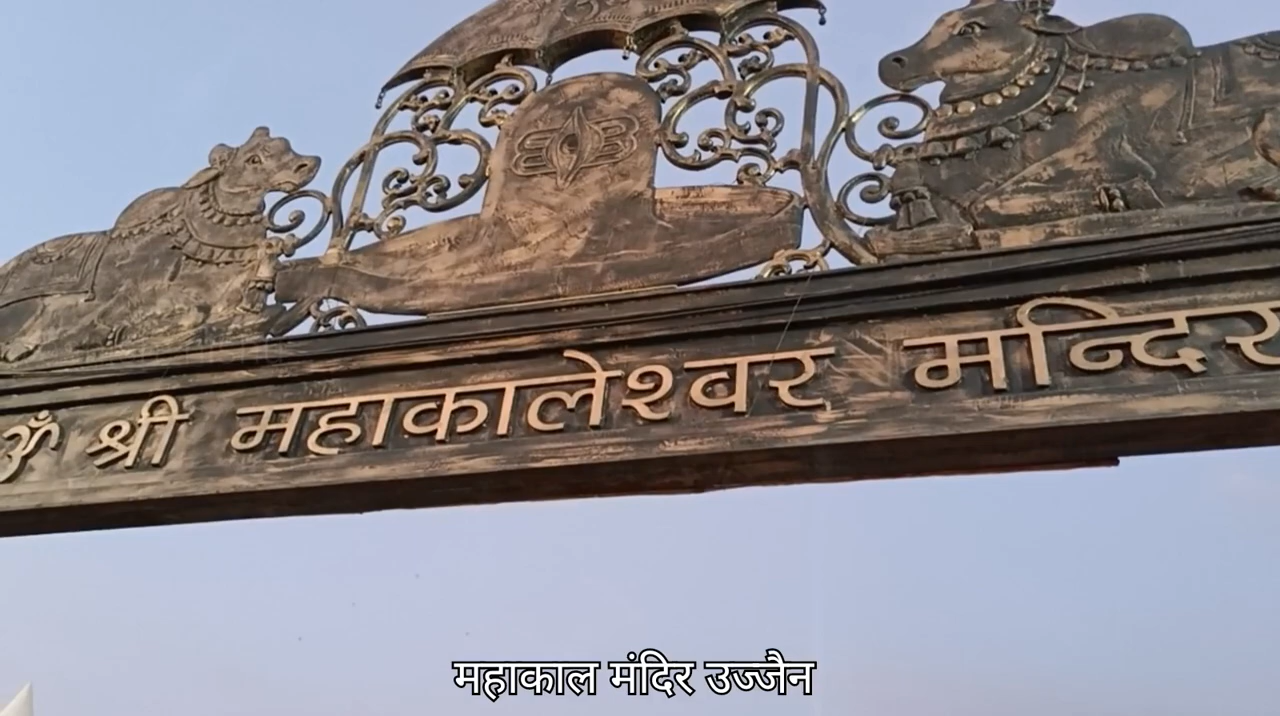 ॐ श्री महाकालेश्वर मन्दिर
महाकाल मंदिर उज्जैन